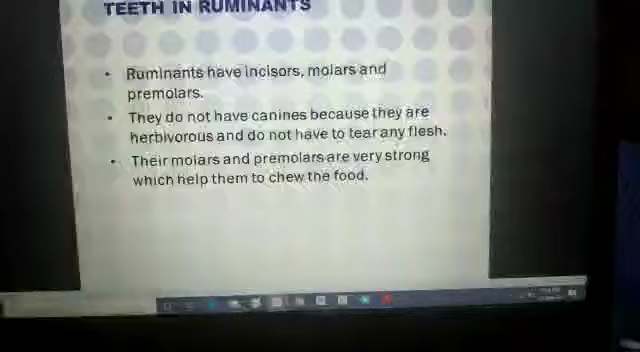 TEETH IN RUMINANTS
• Ruminants have incisors, molars and
premolars.
• They do not have canines because they are
herbivorous and do not have to tear any flesh.
• Their molars and premolars are very strong
which help them to chew the food.